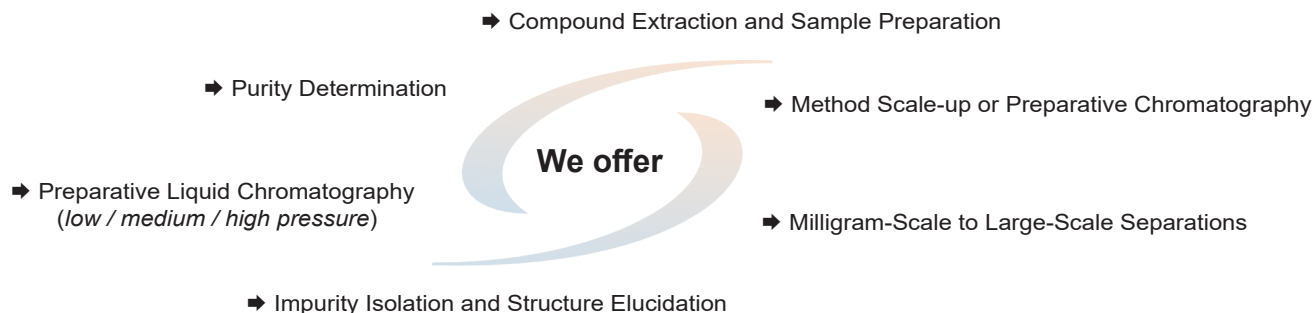 ➡ Compound Extraction and Sample Preparation
➡ Purity Determination
➡ Method Scale-up or Preparative Chromatography
We offer
➡ Preparative Liquid Chromatography
(low / medium / high pressure)
➡ Milligram-Scale to Large-Scale Separations
➡ Impurity Isolation and Structure Elucidation